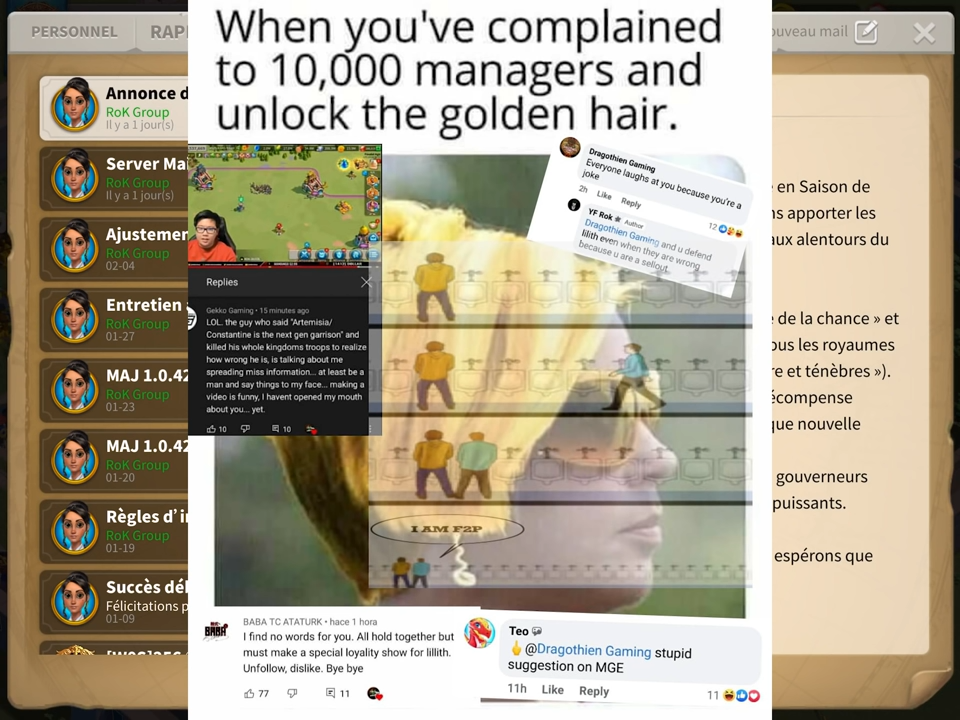 PERSONNEL
RAP
ouveau mail
Annonce d
RoK Group
Il y a 1 jour(s)
Server Ma
RoK Group
Il y a 1 jour(s)
Ajustemer
RoK Group
02-04
Entretien
RoK Group
01-27
MAJ 1.0.42
RoK Group
01-23
MAJ 1.0.42
RoK Group
01-20
Règles d'i
RoK Group
01-19
Succès dé
Félicitations p
01-09
When you've complained
to 10,000 managers and
unlock the golden hair.
Dragothien Gaming
Everyone laughs at you because you're a
joke
2h Like Reply
12
YF Rok Author
Dragothien Gaming and u defend
lilith even when they are wrong
because u are a sellout
Replies
Gekko Gaming • 15 minutes ago
LOL. the guy who said "Artemisia/
Constantine is the next gen garrison" and
killed his whole kingdoms troops to realize
how wrong he is, is talking about me
spreading miss information... at least be a
man and say things to my face... making a
video is funny, I havent opened my mouth
about you... yet.
10 10
I AM F2P
BABA TC ATATURK • hace 1 hora
I find no words for you. All hold together but
must make a special loyality show for lillith.
Unfollow, dislike. Bye bye
77 11
BABA
Teo
@Dragothien Gaming stupid
suggestion on MGE
11h Like Reply
11
en Saison de
ns apporter les
aux alentours du
de la chance » et
ous les royaumes
re et ténèbres »).
écompense
que nouvelle
gouverneurs
puissants.
espérons que